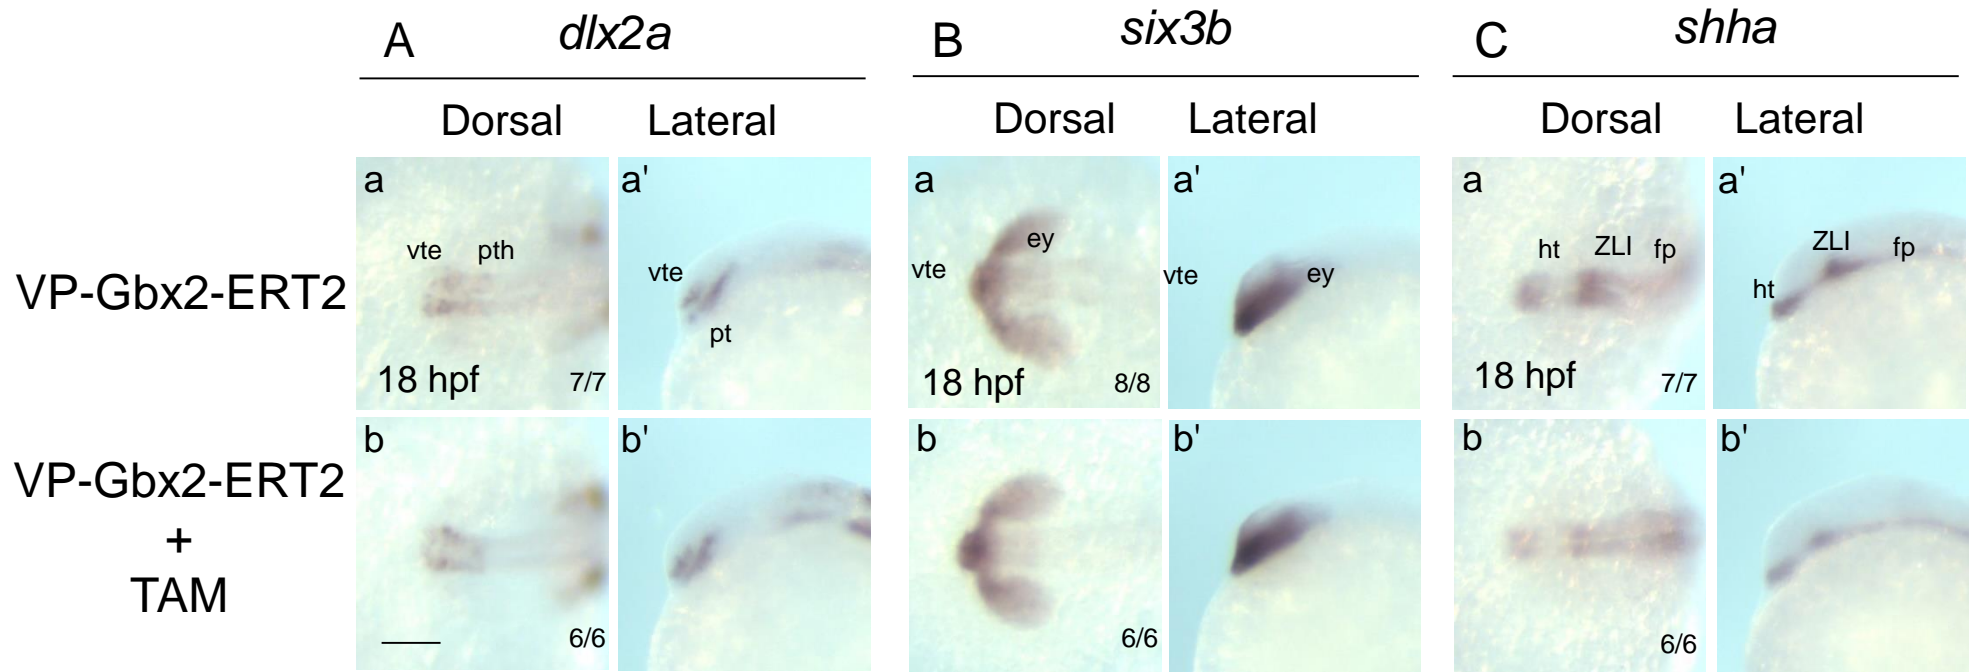 A dlx2a
B six3b
C shha
Dorsal Lateral
Dorsal Lateral
Dorsal Lateral
VP-Gbx2-ERT2
a
vte pth
18 hpf
7/7
a'
vte
pt
a
vte
ey
18 hpf
8/8
a'
vte
ey
a
ht ZLI fp
18 hpf
7/7
a'
ZLI fp
ht
VP-Gbx2-ERT2
+
TAM
b
6/6
b'
b
6/6
b'
b
6/6
b'